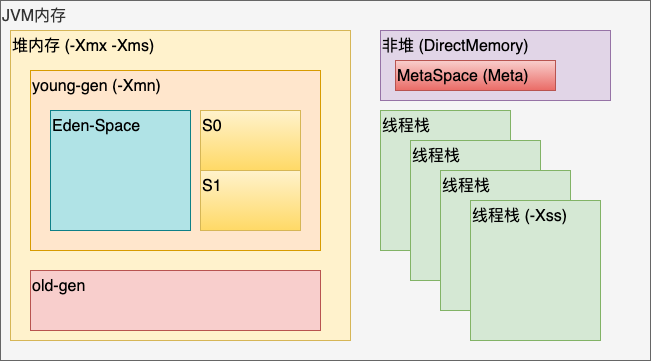 JVM内存
堆内存 (-Xmx -Xms)
young-gen (-Xmn)
Eden-Space
S0
S1
old-gen
非堆 (DirectMemory)
MetaSpace (Meta)
线程栈
线程栈
线程栈
线程栈 (-Xss)